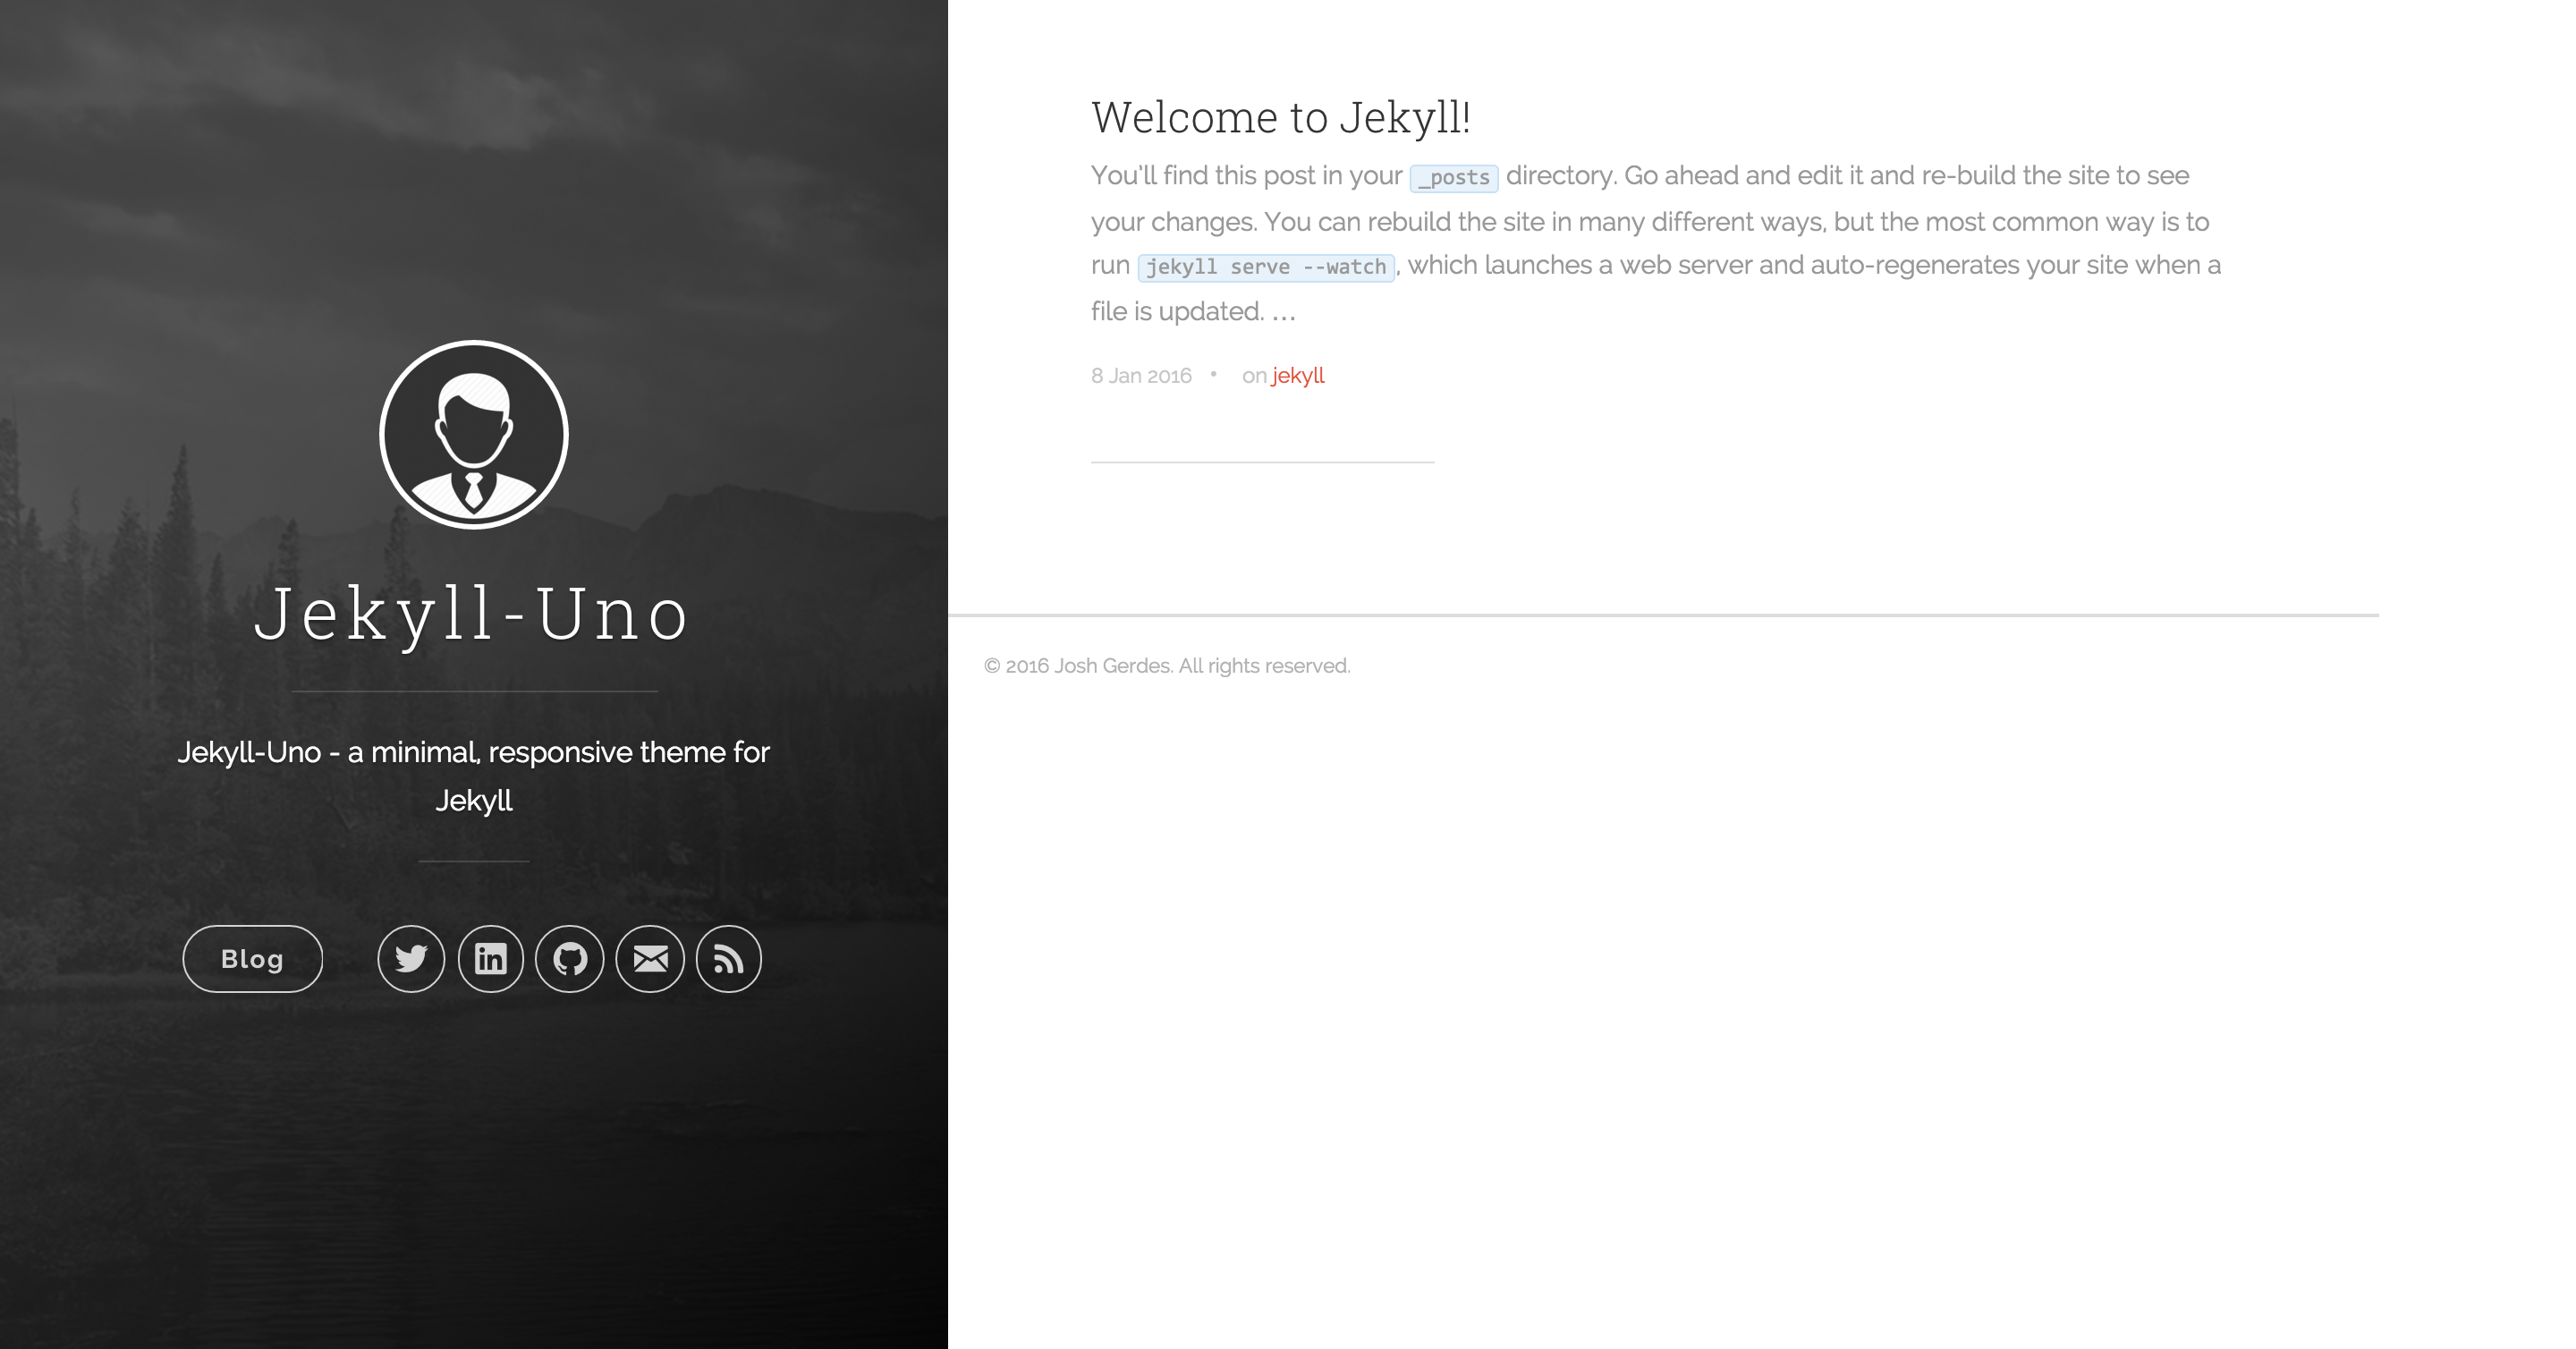 Jekyll-Uno
Jekyll-Uno - a minimal, responsive theme for
Jekyll
Blog
Welcome to Jekyll!
You'll find this post in your _posts directory. Go ahead and edit it and re-build the site to see
your changes. You can rebuild the site in many different ways, but the most common way is to
run jekyll serve --watch, which launches a web server and auto-regenerates your site when a
file is updated. …
8 Jan 2016 • on jekyll
© 2016 Josh Gerdes. All rights reserved.